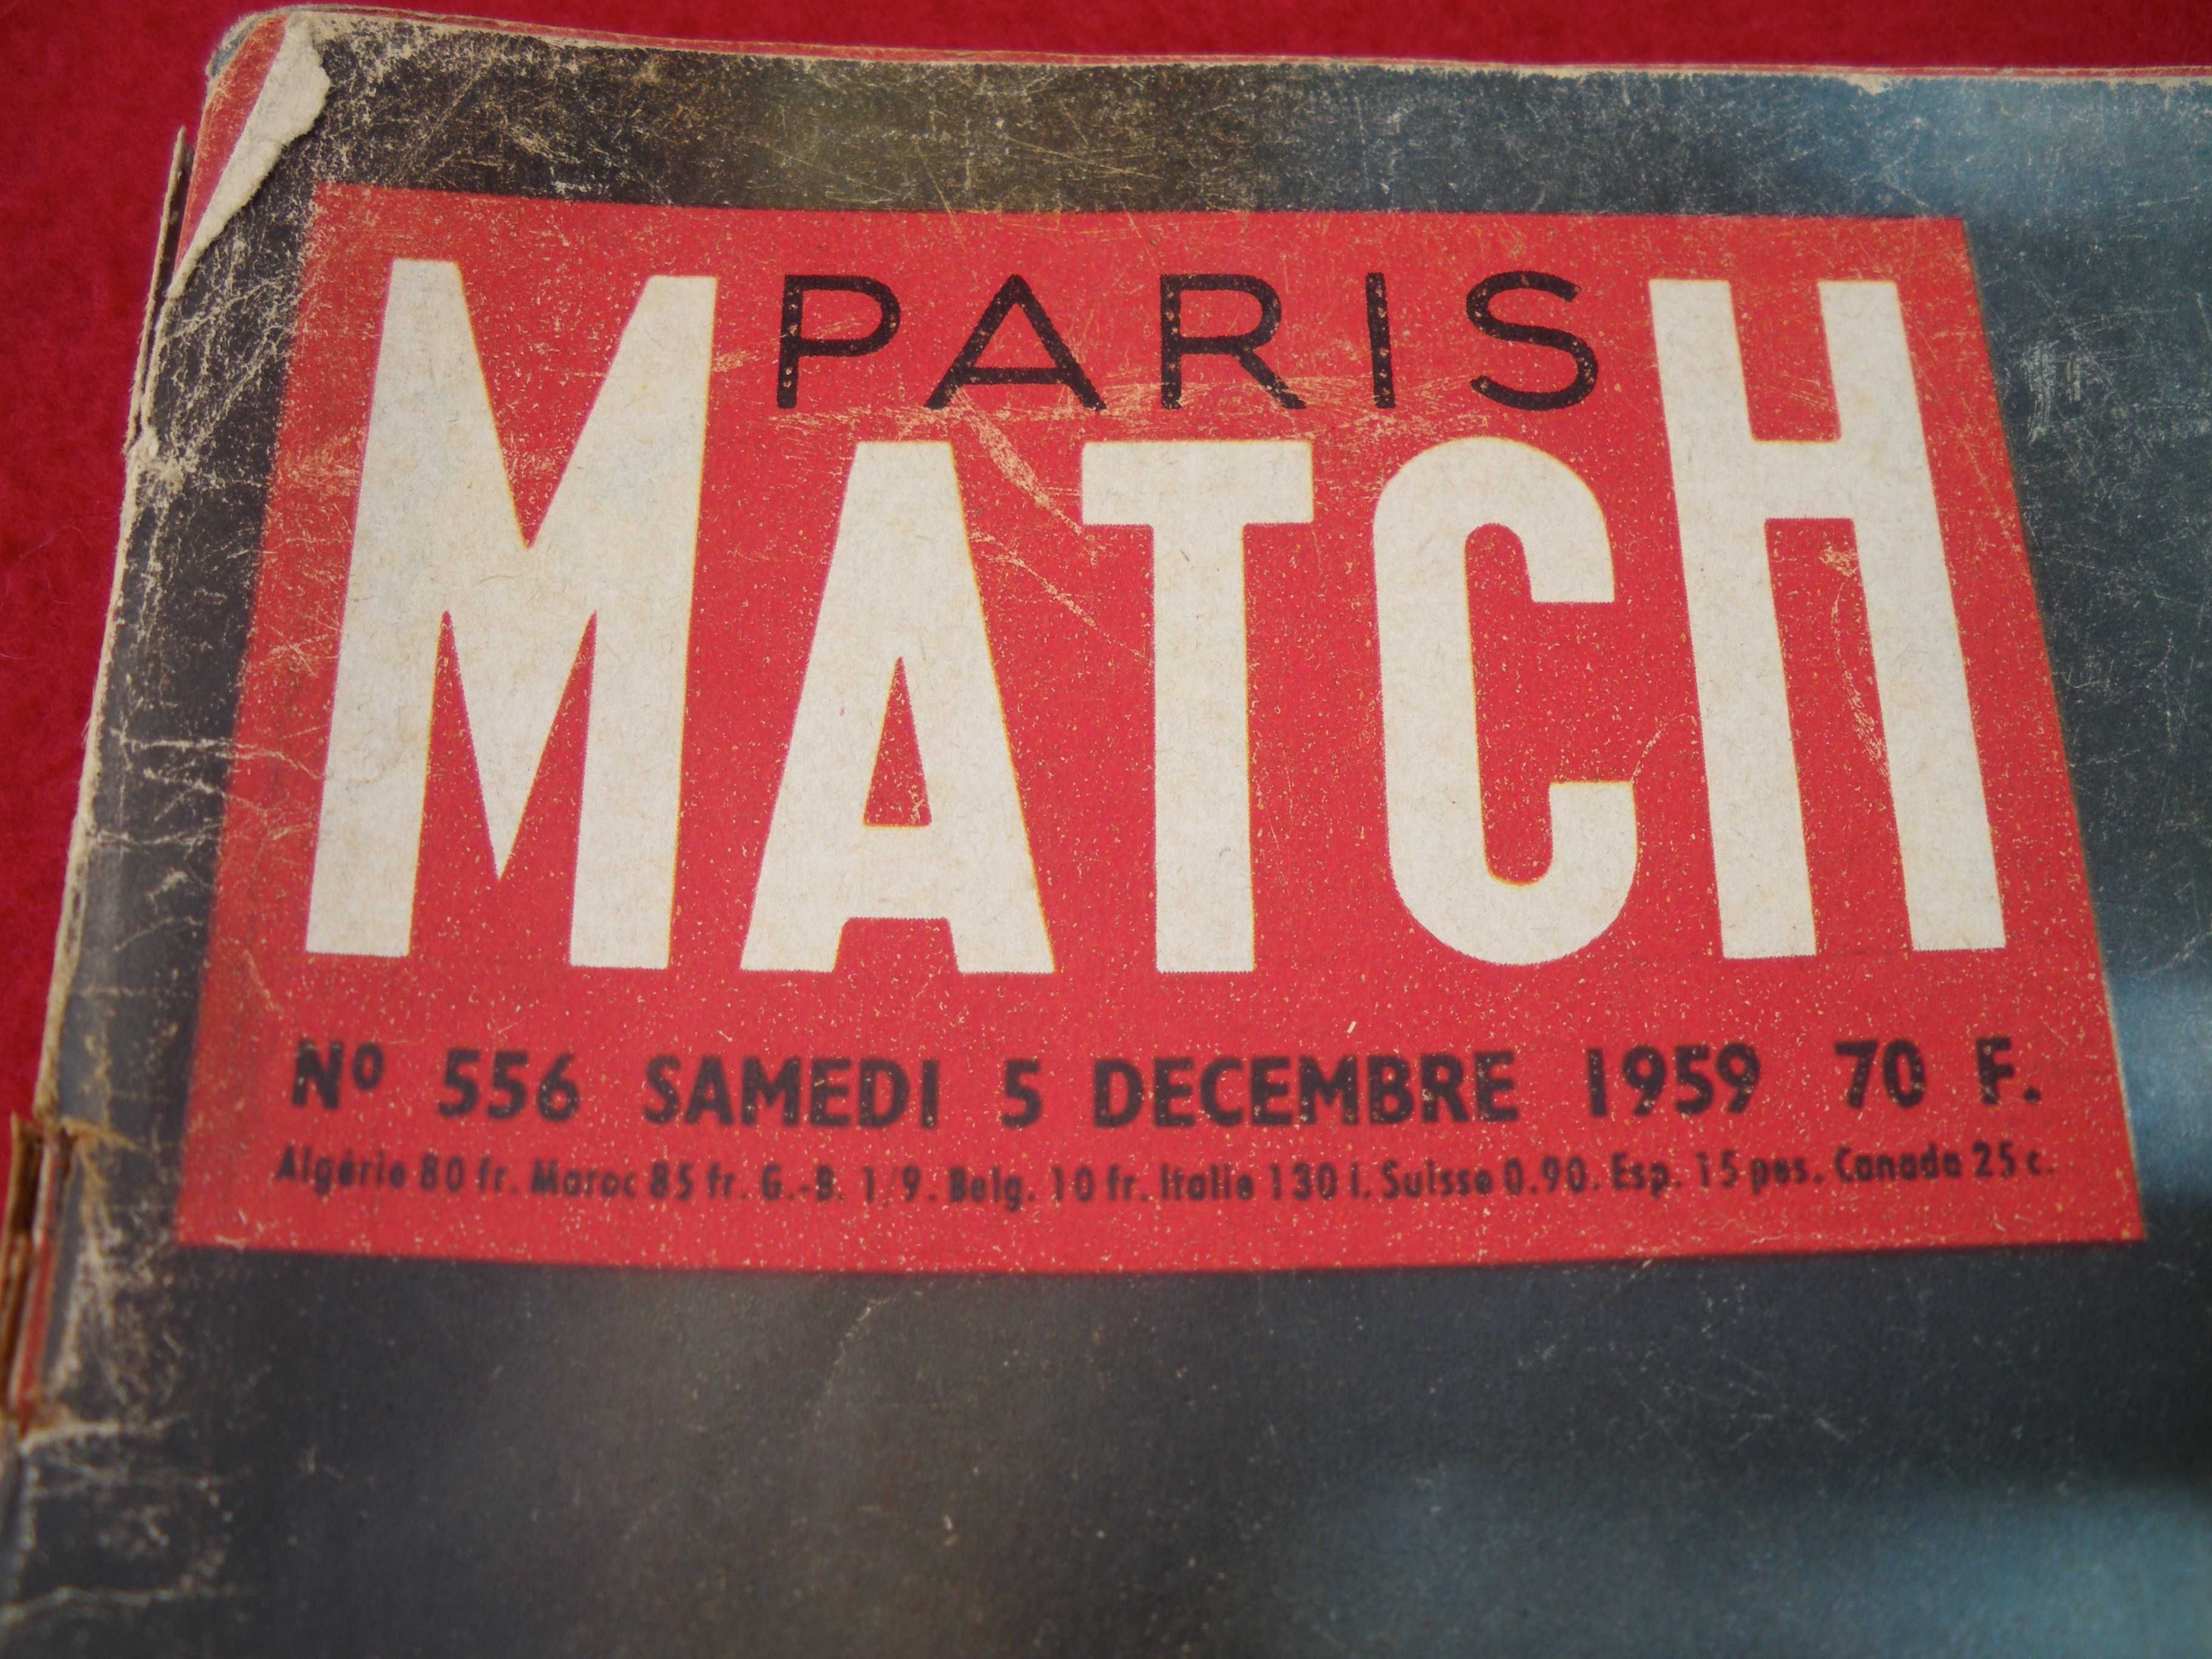 PARIS
MATCH
Nº 556 SAMEDI 5 DECEMBRE 1959 70 F.
Algérie 80 fr. Maroc 85 fr. G.-B. 1/9. Belg. 10 fr. Italie 130 l. Suisse 0.90. Esp. 15 pes. Canada 25 c.